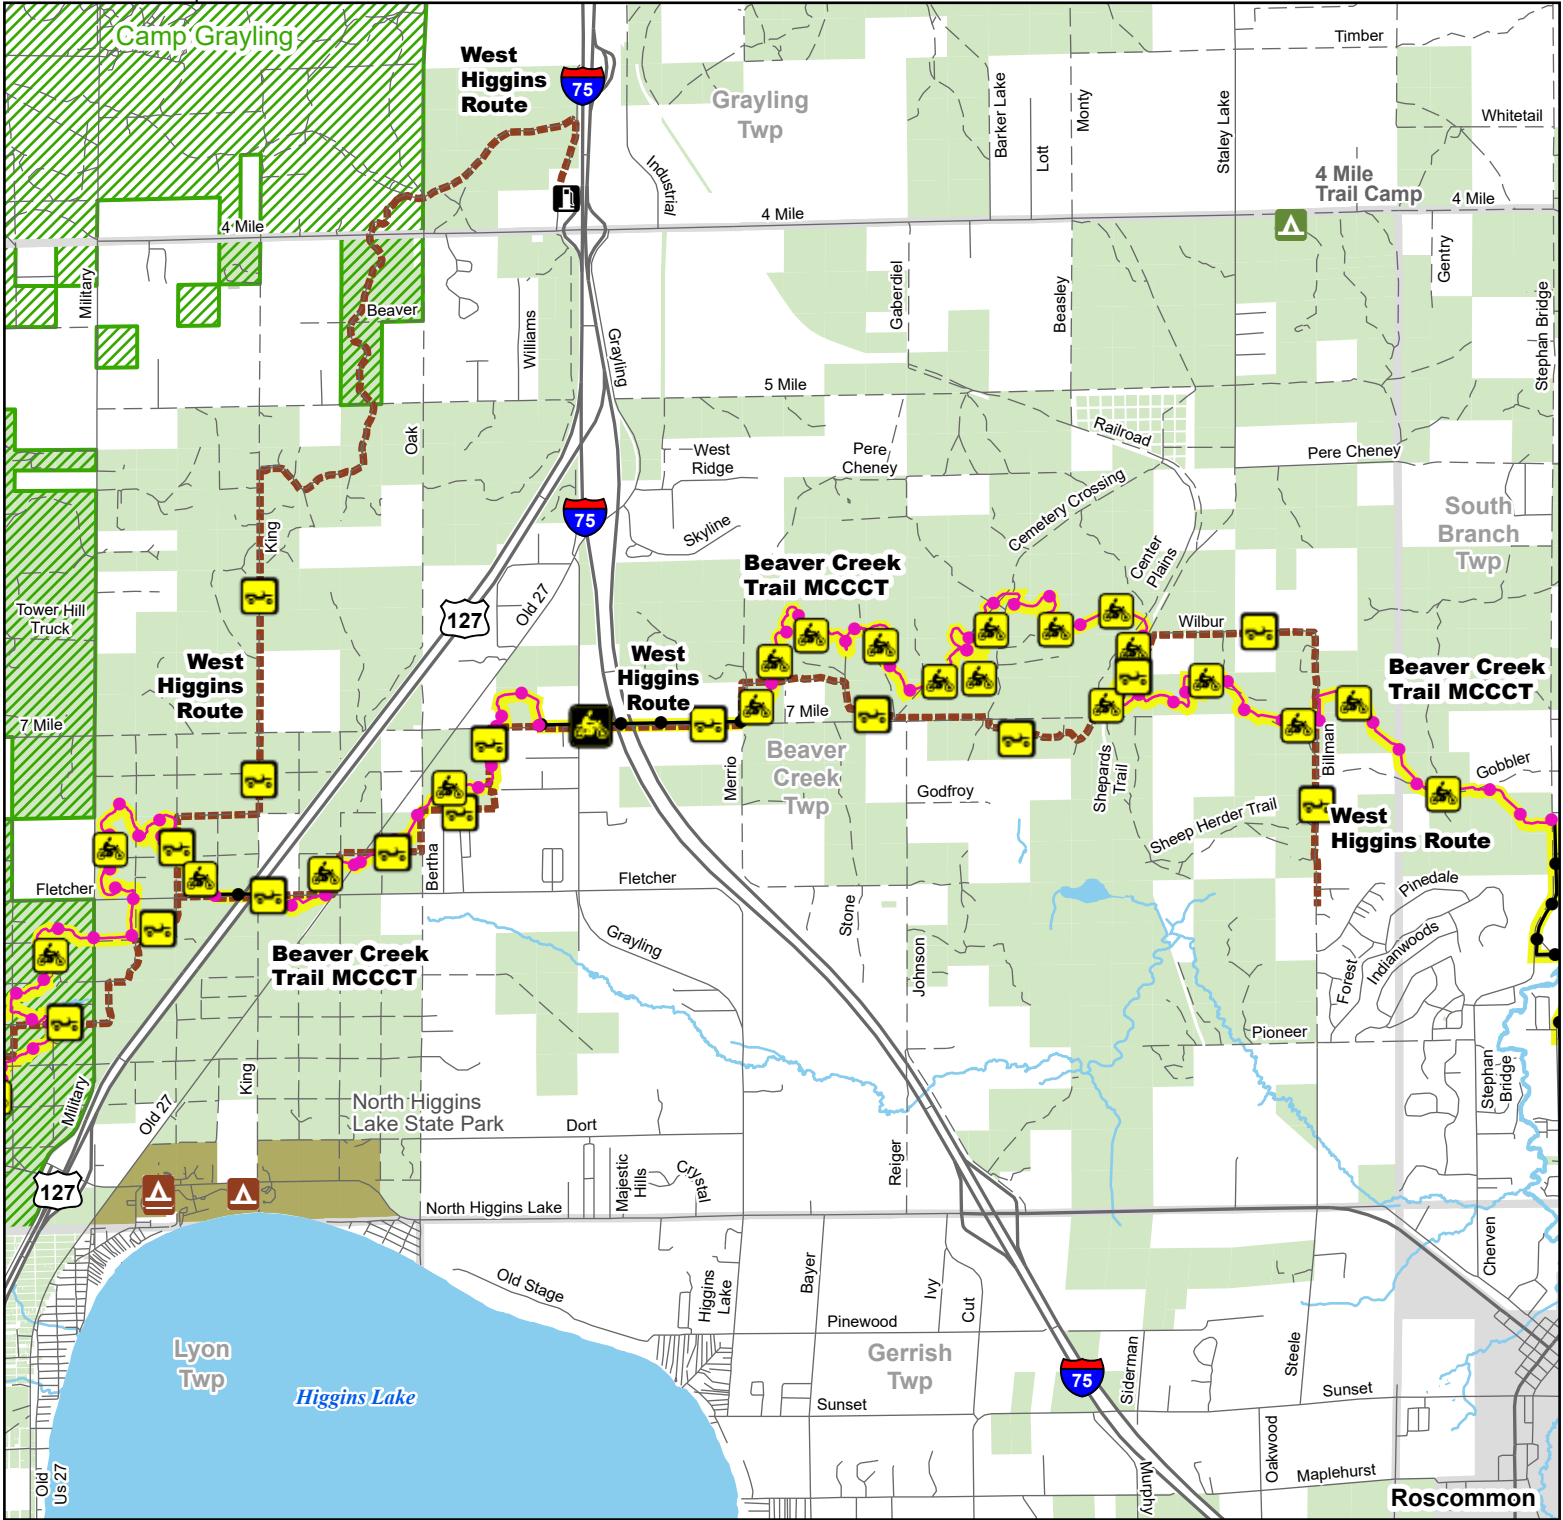 Camp Grayling
West
Higgins
Route
75
Grayling
Twp
Timber
Barker Lake
Lott
Monty
Staley Lake
Whitetail
Industrial
4 Mile
Trail Camp
4 Mile
4 Mile
4 Mile
Military
Beaver
Williams
Grayling
Gaberdiel
Beasley
Gentry
Stephan Bridge
5 Mile
Oak
West
Ridge
Pere
Cheney
Railroad
Pere Cheney
King
75
Skyline
Cemetery Crossing
Center
Plains
South
Branch
Twp
Beaver Creek
Trail MCCCT
Tower Hill
Truck
127
Old 27
Wilbur
West
Higgins
Route
West
Higgins
Route
Beaver Creek
Trail MCCCT
7 Mile
7 Mile
Beaver
Creek
Twp
Merrio
Billman
Shepards
Trail
Gobbler
Godfroy
Sheep Herder Trail
West
Higgins Route
Bertha
Fletcher
Fletcher
Pinedale
Stone
Grayling
Johnson
Forest
Indianwoods
Beaver Creek
Trail MCCCT
Pioneer
Military
Old 27
King
North Higgins
Lake State Park
Dort
Stephan
Bridge
127
Majestic
Hills
Crystal
Reiger
North Higgins Lake
Cherven
Old Stage
Higgins
Lake
Bayer
Ivy
Cut
Pinewood
Lyon
Twp
Gerrish
Twp
75
Siderman
Steele
Higgins Lake
Sunset
Sunset
Old
Us 27
Murphy
Oakwood
Maplehurst
Roscommon